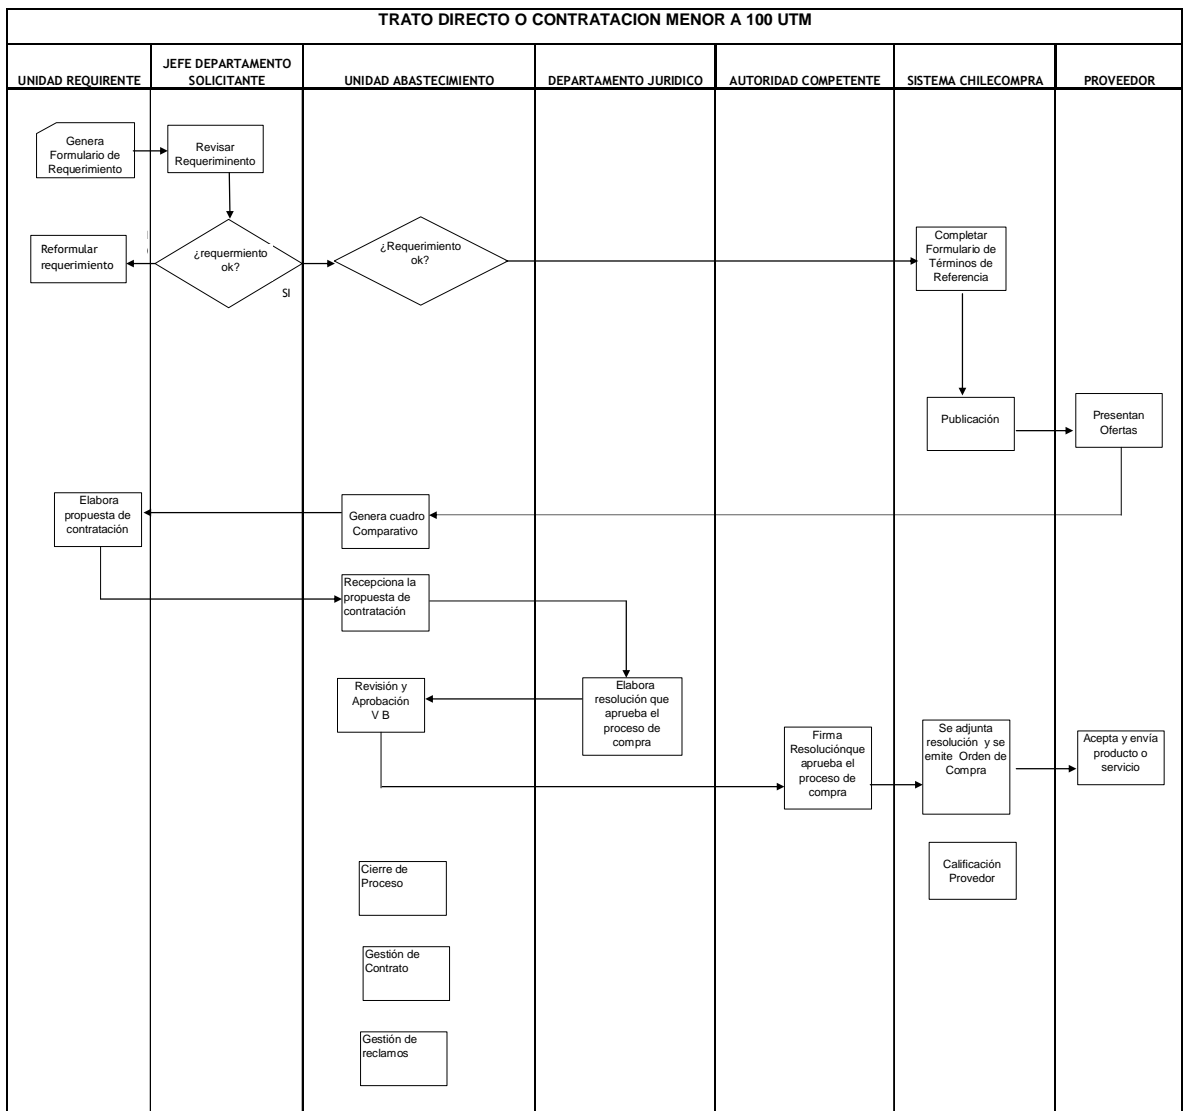 TRATO DIRECTO O CONTRATACION MENOR A 100 UTM
UNIDAD REQUIRENTE
JEFE DEPARTAMENTO
SOLICITANTE
UNIDAD ABASTECIMIENTO
DEPARTAMENTO JURIDICO
AUTORIDAD COMPETENTE
SISTEMA CHILECOMPRA
PROVEEDOR
Genera
Formulario de
Requerimiento
Revisar
Requeriminento
Reformular
requerimiento
¿requermiento
ok?
SI
¿Requerimiento
ok?
Completar
Formulario de
Términos de
Referencia
Publicación
Presentan
Ofertas
Elabora
propuesta de
contratación
Genera cuadro
Comparativo
Recepciona la
propuesta de
contratación
Revisión y
Aprobación
V B
Elabora
resolución que
aprueba el
proceso de
compra
Firma
Resoluciónque
aprueba el
proceso de
compra
Se adjunta
resolución y se
emite Orden de
Compra
Acepta y envía
producto o
servicio
Cierre de
Proceso
Calificación
Provedor
Gestión de
Contrato
Gestión de
reclamos